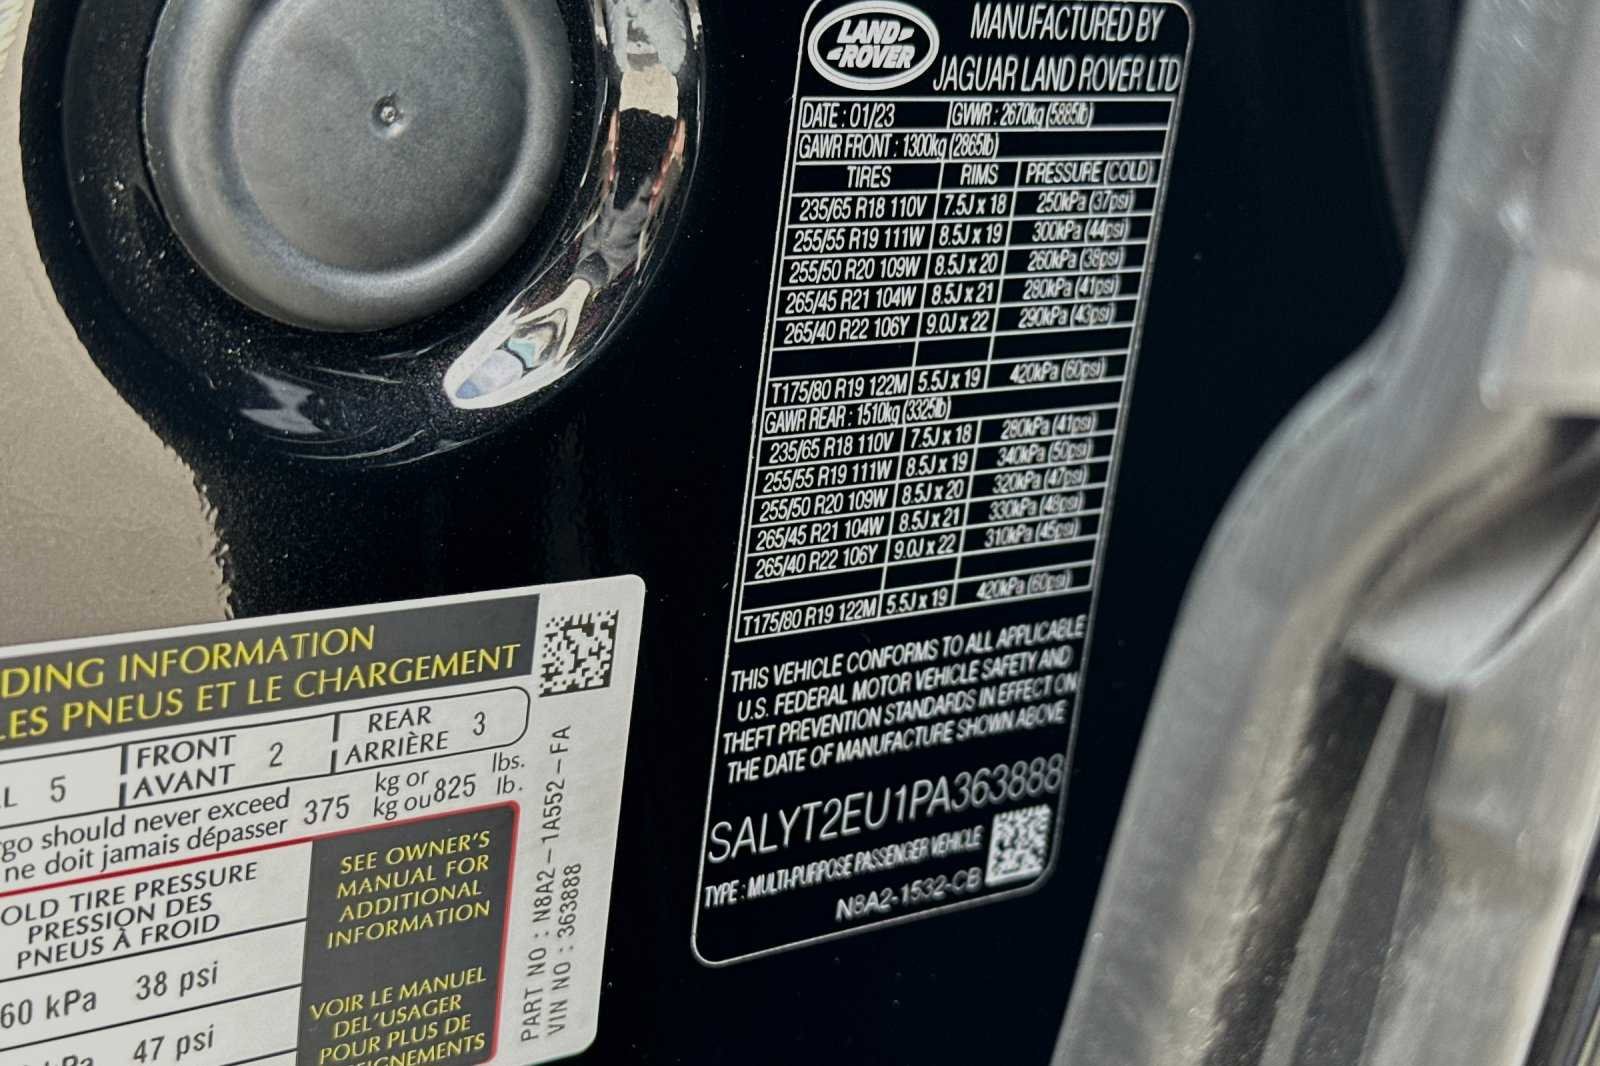 LAND ROVER
MANUFACTURED BY
JAGUAR LAND ROVER LTD
DATE : 01/23 GVWR : 2670kg (5885lb)
GAWR FRONT : 1300kg (2865lb)
TIRES RIMS PRESSURE (COLD)
235/65 R18 110V 7.5J x 18 250kPa (37psi)
255/55 R19 111W 8.5J x 19 300kPa (44psi)
255/50 R20 109W 8.5J x 20 260kPa (38psi)
265/45 R21 104W 8.5J x 21 280kPa (41psi)
265/40 R22 106Y 9.0J x 22 290kPa (43psi)
T175/80 R19 122M 5.5J x 19 420kPa (60psi)
GAWR REAR : 1510kg (3325lb)
235/65 R18 110V 7.5J x 18 280kPa (41psi)
255/55 R19 111W 8.5J x 19 340kPa (50psi)
255/50 R20 109W 8.5J x 20 320kPa (47psi)
265/45 R21 104W 8.5J x 21 330kPa (48psi)
265/40 R22 106Y 9.0J x 22 310kPa (45psi)
T175/80 R19 122M 5.5J x 19 420kPa (60psi)
THIS VEHICLE CONFORMS TO ALL APPLICABLE
U.S. FEDERAL MOTOR VEHICLE SAFETY AND
THEFT PREVENTION STANDARDS IN EFFECT ON
THE DATE OF MANUFACTURE SHOWN ABOVE
SALYT2EU1PA363888
TYPE : MULTI-PURPOSE PASSENGER VEHICLE
N8A2-1532-CB
DING INFORMATION
LES PNEUS ET LE CHARGEMENT
L 5 FRONT 2 REAR 3
AVANT ARRIÈRE
rgo should never exceed 375 kg or 825 lbs.
ne doit jamais dépasser kg ou lb.
OLD TIRE PRESSURE
PRESSION DES
PNEUS À FROID
60 kPa 38 psi
kPa 47 psi
SEE OWNER'S
MANUAL FOR
ADDITIONAL
INFORMATION
VOIR LE MANUEL
DEL'USAGER
POUR PLUS DE
EIGNEMENTS
PART NO : N8A2-1A552-FA
VIN NO : 363888